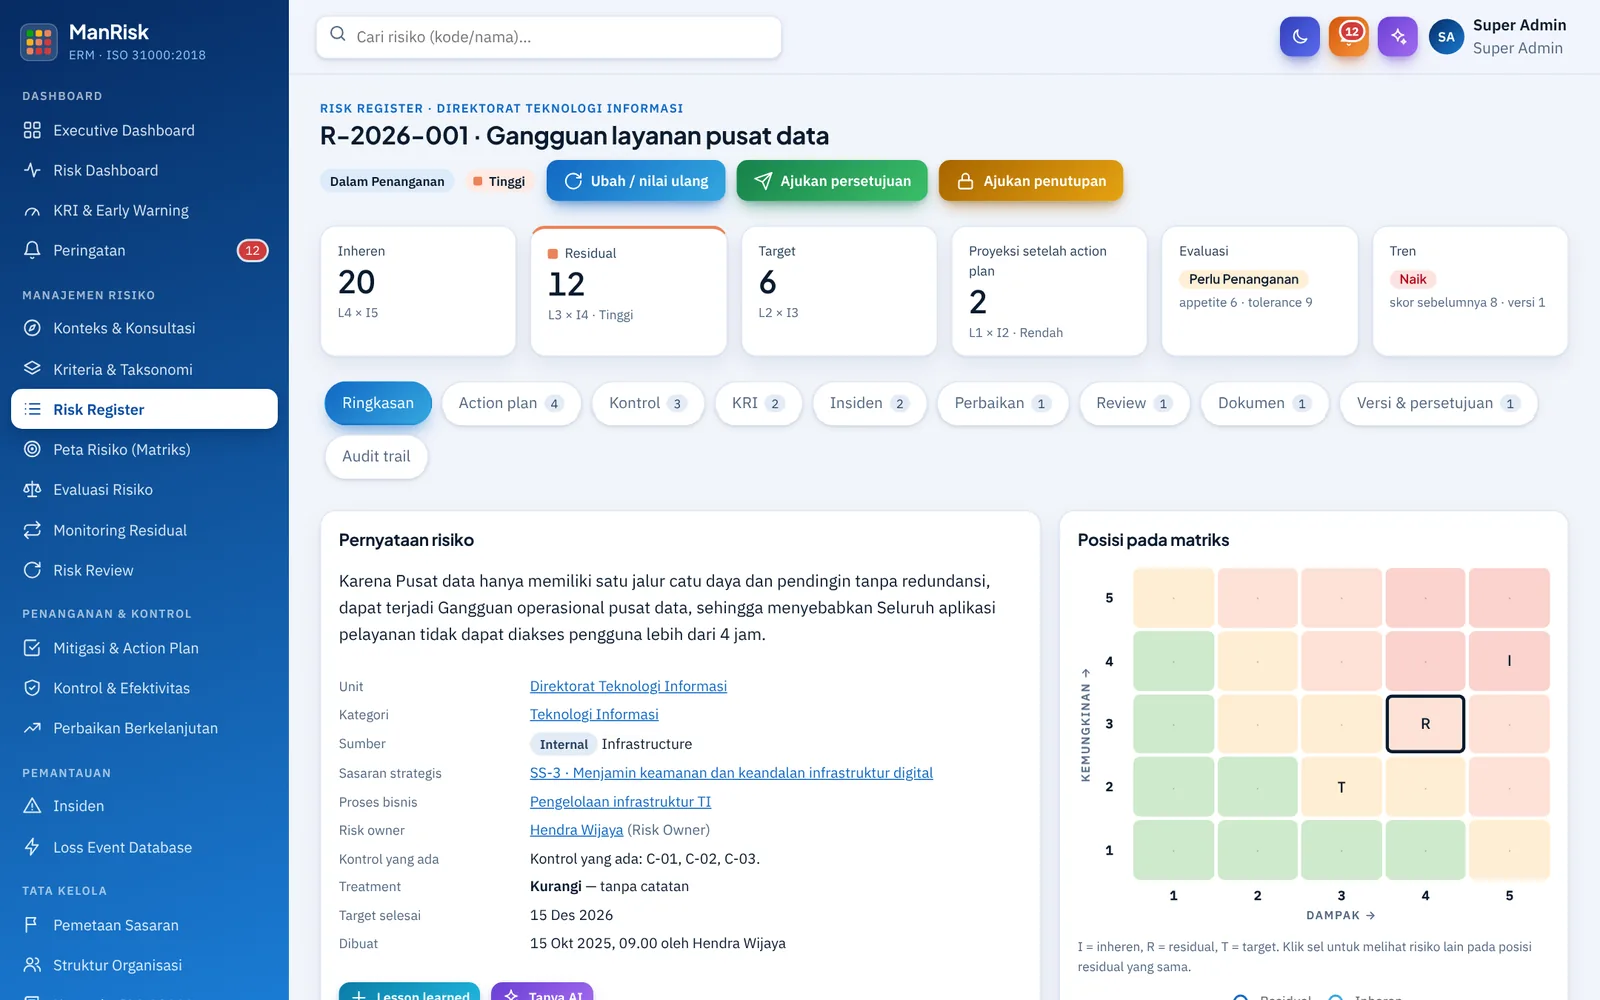 ManRisk
ERM · ISO 31000:2018
DASHBOARD
Executive Dashboard
Risk Dashboard
KRI & Early Warning
Peringatan 12
MANAJEMEN RISIKO
Konteks & Konsultasi
Kriteria & Taksonomi
Risk Register
Peta Risiko (Matriks)
Evaluasi Risiko
Monitoring Residual
Risk Review
PENANGANAN & KONTROL
Mitigasi & Action Plan
Kontrol & Efektivitas
Perbaikan Berkelanjutan
PEMANTAUAN
Insiden
Loss Event Database
TATA KELOLA
Pemetaan Sasaran
Struktur Organisasi
Cari risiko (kode/nama)...
12
SA
Super Admin
Super Admin
RISK REGISTER · DIREKTORAT TEKNOLOGI INFORMASI
R-2026-001 · Gangguan layanan pusat data
Dalam Penanganan
Tinggi
Ubah / nilai ulang
Ajukan persetujuan
Ajukan penutupan
Inheren
20
L4 × I5
Residual
12
L3 × I4 · Tinggi
Target
6
L2 × I3
Proyeksi setelah action
plan
2
L1 × I2 · Rendah
Evaluasi
Perlu Penanganan
appetite 6 · tolerance 9
Tren
Naik
skor sebelumnya 8 · versi 1
Ringkasan
Action plan 4
Kontrol 3
KRI 2
Insiden 2
Perbaikan 1
Review 1
Dokumen 1
Versi & persetujuan 1
Audit trail
Pernyataan risiko
Karena Pusat data hanya memiliki satu jalur catu daya dan pendingin tanpa redundansi,
dapat terjadi Gangguan operasional pusat data, sehingga menyebabkan Seluruh aplikasi
pelayanan tidak dapat diakses pengguna lebih dari 4 jam.
Unit Direktorat Teknologi Informasi
Kategori Teknologi Informasi
Sumber Internal Infrastructure
Sasaran strategis SS-3 · Menjamin keamanan dan keandalan infrastruktur digital
Proses bisnis Pengelolaan infrastruktur TI
Risk owner Hendra Wijaya (Risk Owner)
Kontrol yang ada Kontrol yang ada: C-01, C-02, C-03.
Treatment Kurangi — tanpa catatan
Target selesai 15 Des 2026
Dibuat 15 Okt 2025, 09.00 oleh Hendra Wijaya
Lesson learned
Tanya AI
Posisi pada matriks
KEMUNGKINAN →
5 · · · · ·
4 · · · · I
3 · · · R ·
2 · · T · ·
1 · · · · ·
1 2 3 4 5
DAMPAK →
I = inheren, R = residual, T = target. Klik sel untuk melihat risiko lain pada posisi
residual yang sama.
Residual
Inheren